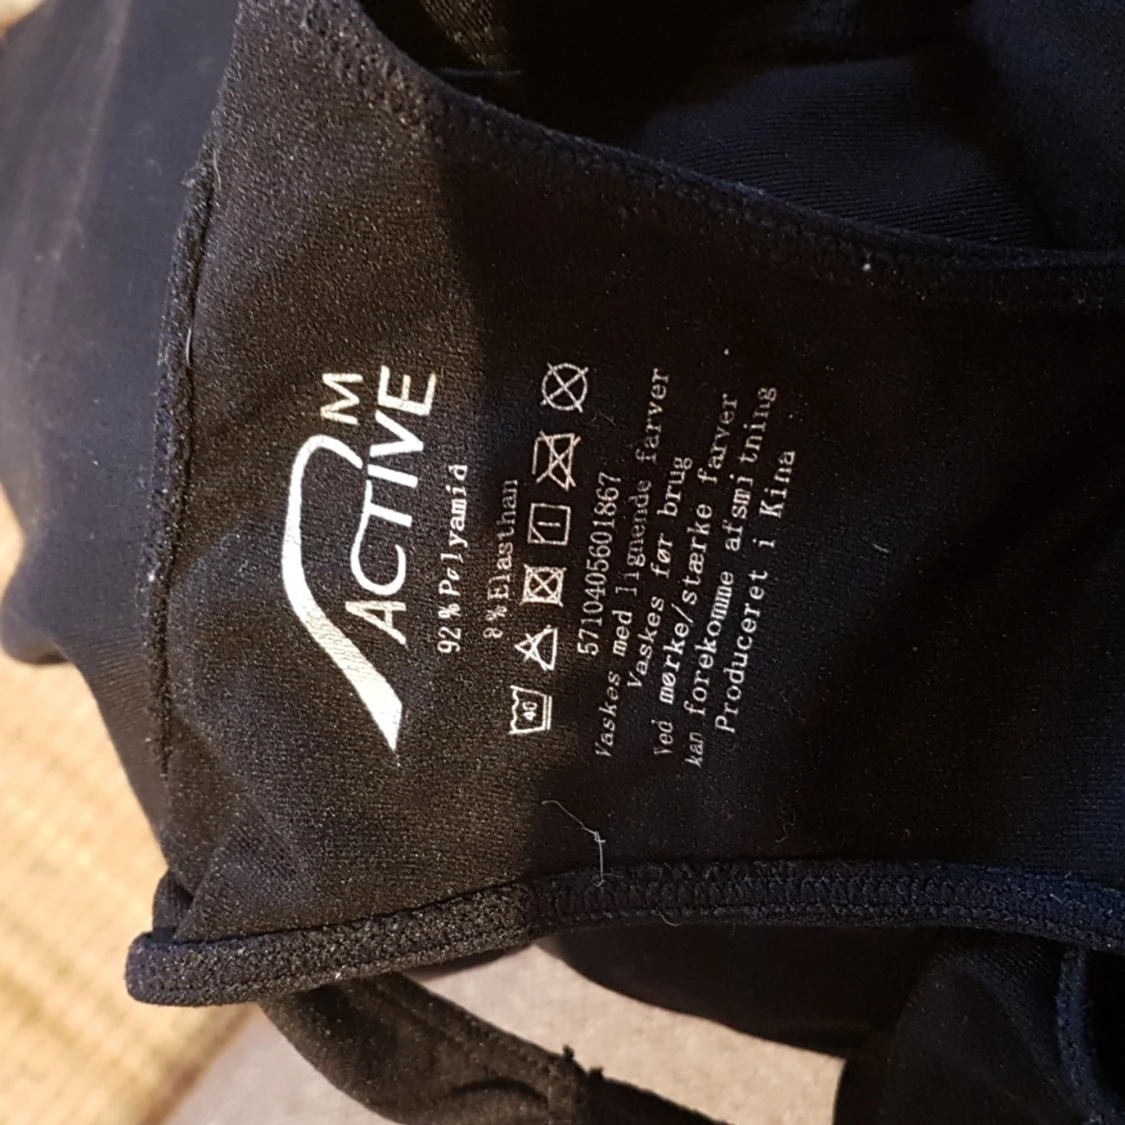 M
ACTIVE
92%Polyamid
8%Elasthan
40
5710405601867
Vaskes med lignende farver
Vaskes før brug
Ved mørke/stærke farver
kan forekomme afsmitning
Produceret i Kina